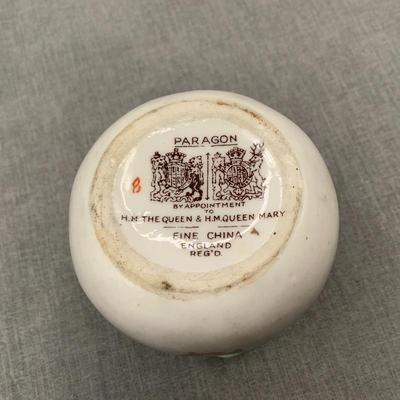 PARAGON
8
BY APPOINTMENT
TO
H.M. THE QUEEN & H.M. QUEEN MARY
FINE CHINA
ENGLAND
REG'D.